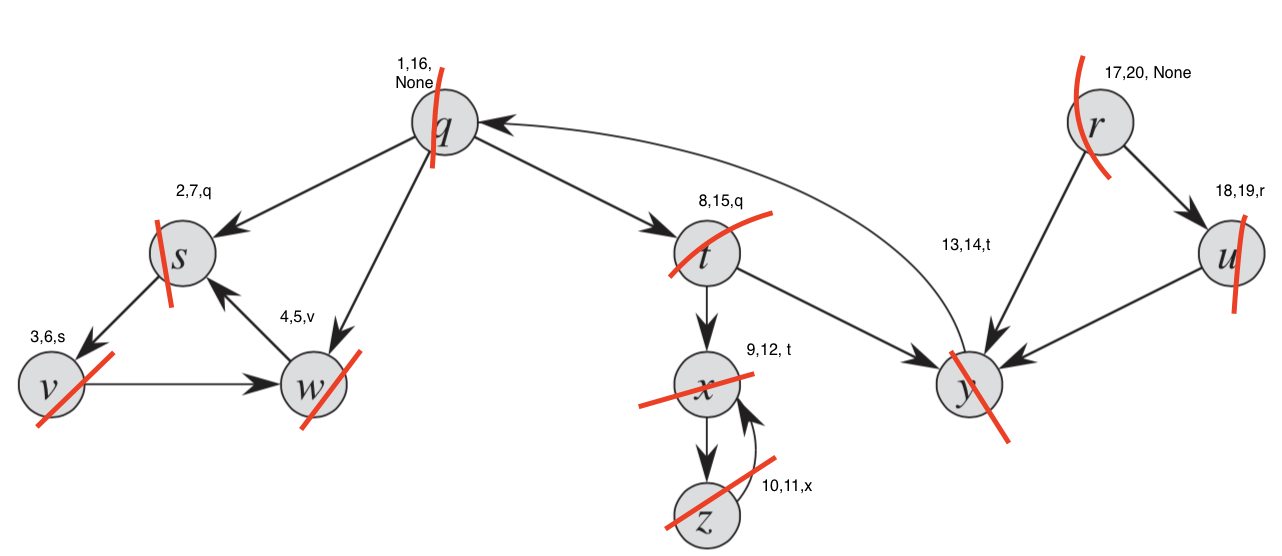 1,16,
None
17,20, None
q
r
2,7,q
8,15,q
18,19,r
s
t
13,14,t
u
4,5,v
3,6,s
9,12, t
v
w
x
y
10,11,x
z